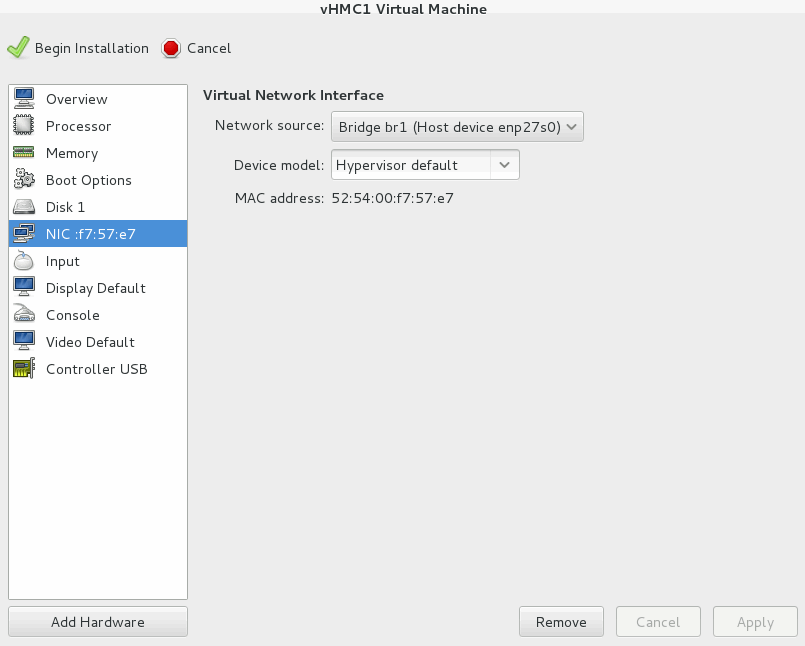 vHMC1 Virtual Machine
Begin Installation Cancel
Overview
Processor
Memory
Boot Options
Disk 1
NIC :f7:57:e7
Input
Display Default
Console
Video Default
Controller USB
Virtual Network Interface
Network source: Bridge br1 (Host device enp27s0)
Device model: Hypervisor default
MAC address: 52:54:00:f7:57:e7
Add Hardware Remove Cancel Apply